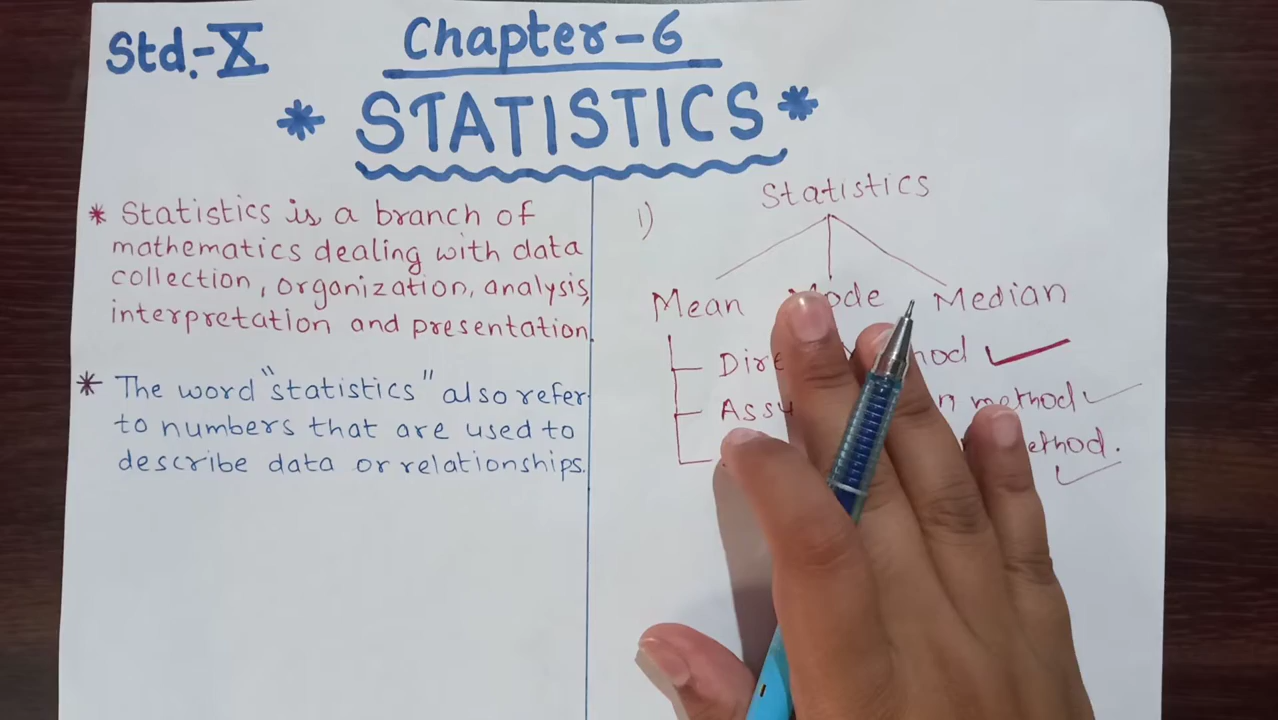 Std.-X
Chapter-6
* STATISTICS *
* Statistics is a branch of
mathematics dealing with data
collection, organization, analysis,
interpretation and presentation.
* The word "statistics" also refer
to numbers that are used to
describe data or relationships.
1) Statistics
Mean Mode Median
method
method.